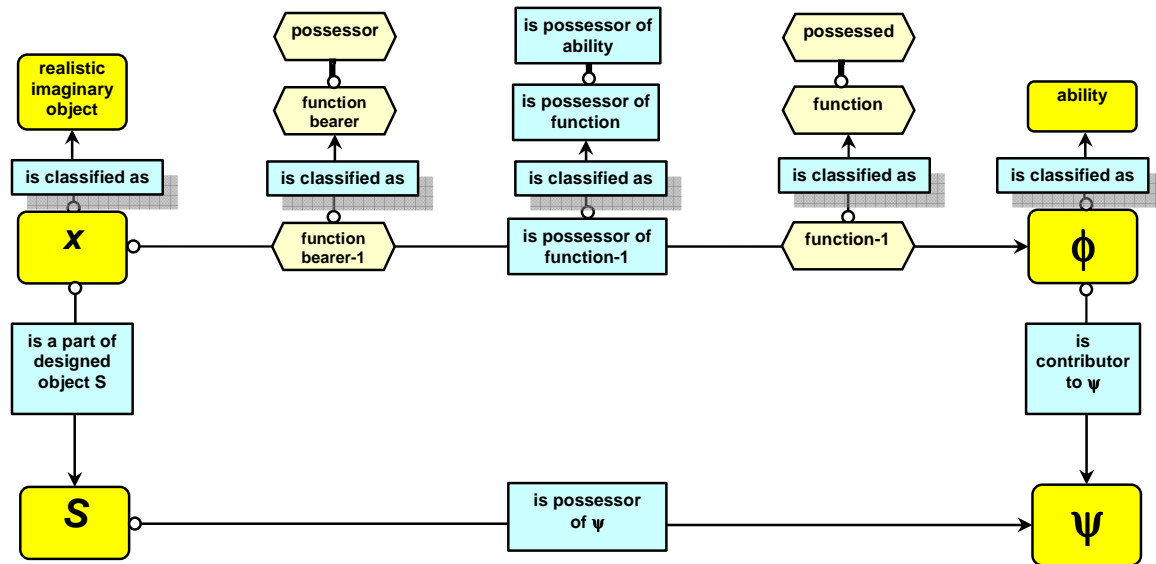 possessor
is possessor of
ability
possessed
realistic
imaginary
object
function
bearer
is possessor of
function
function
ability
is classified as
is classified as
is classified as
is classified as
is classified as
x
function
bearer-1
is possessor of
function-1
function-1
ϕ
is a part of
designed
object S
is
contributor
to ψ
S
is possessor
of ψ
ψ